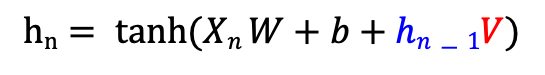 hₙ = tanh(XₙW + b + hₙ ₋ ₁V)